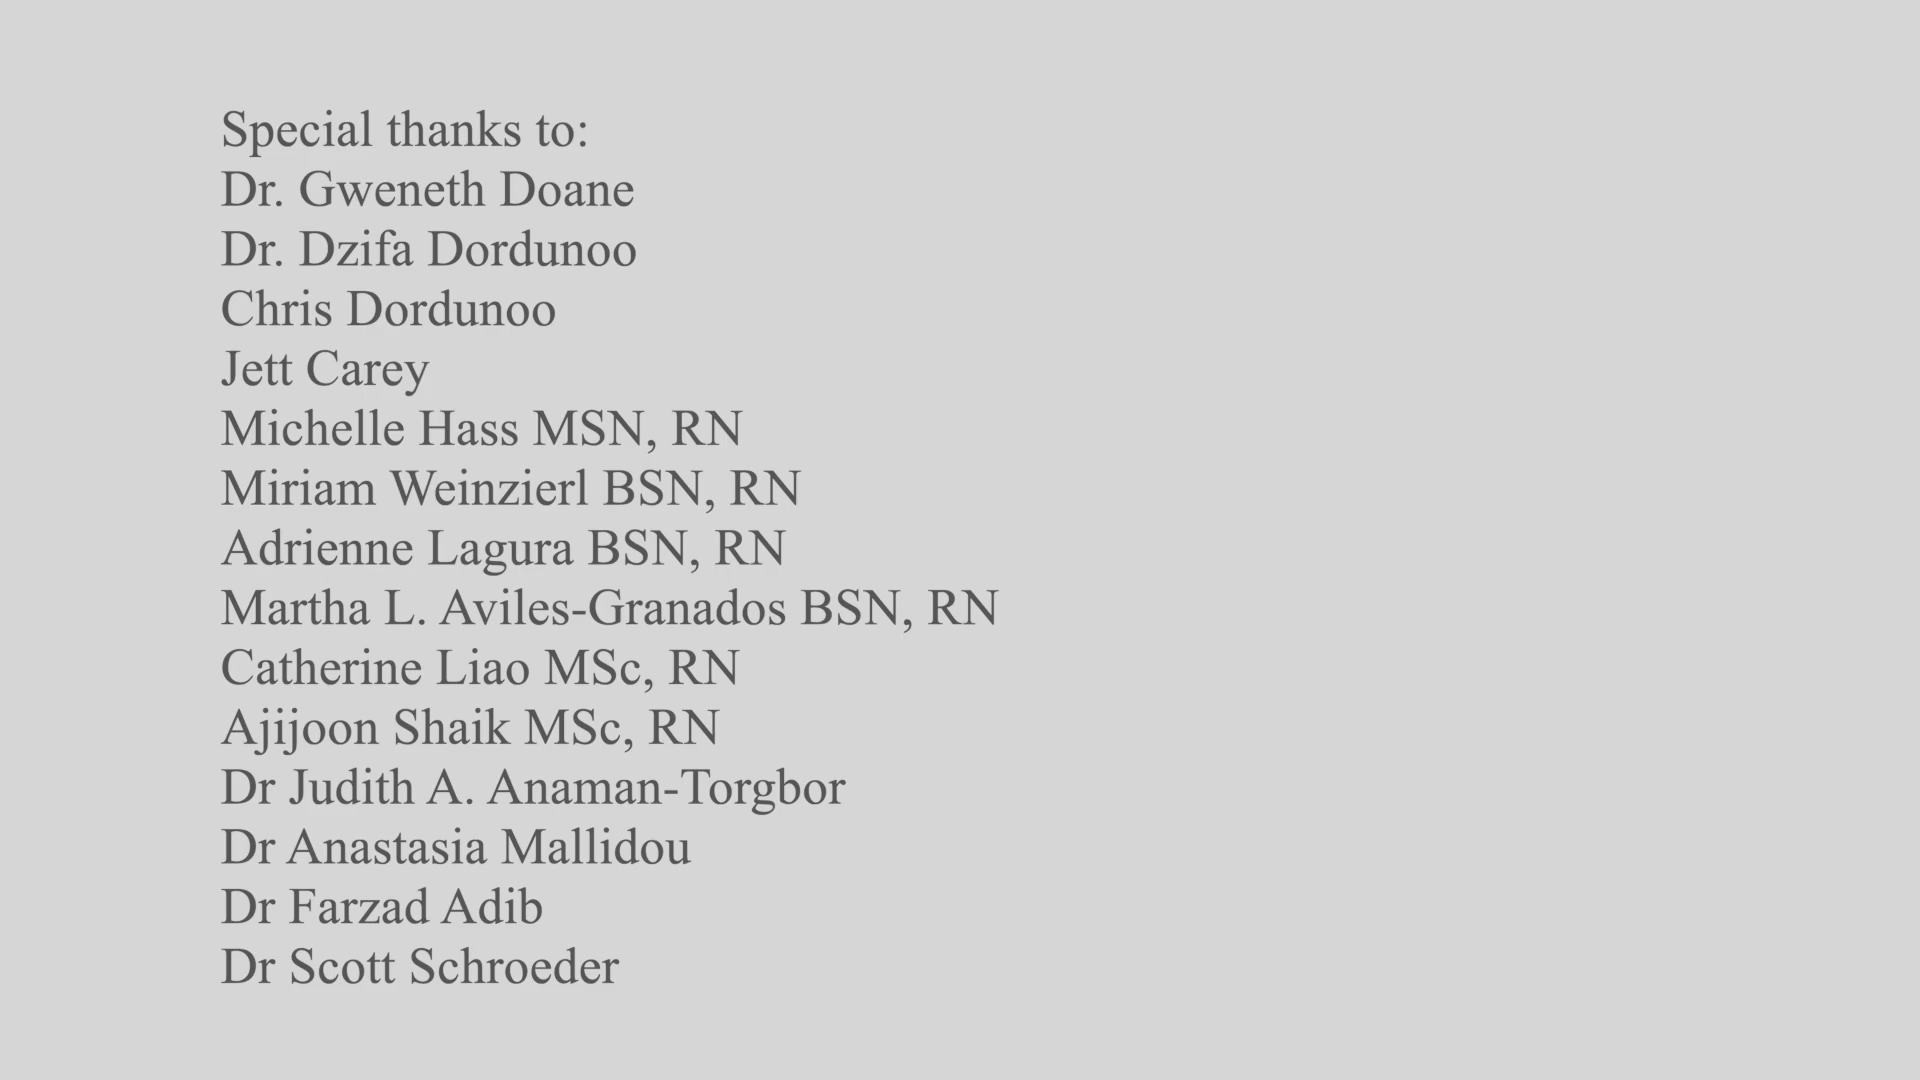 Special thanks to:
Dr. Gweneth Doane
Dr. Dzifa Dordunoo
Chris Dordunoo
Jett Carey
Michelle Hass MSN, RN
Miriam Weinzierl BSN, RN
Adrienne Lagura BSN, RN
Martha L. Aviles-Granados BSN, RN
Catherine Liao MSc, RN
Ajijoon Shaik MSc, RN
Dr Judith A. Anaman-Torgbor
Dr Anastasia Mallidou
Dr Farzad Adib
Dr Scott Schroeder